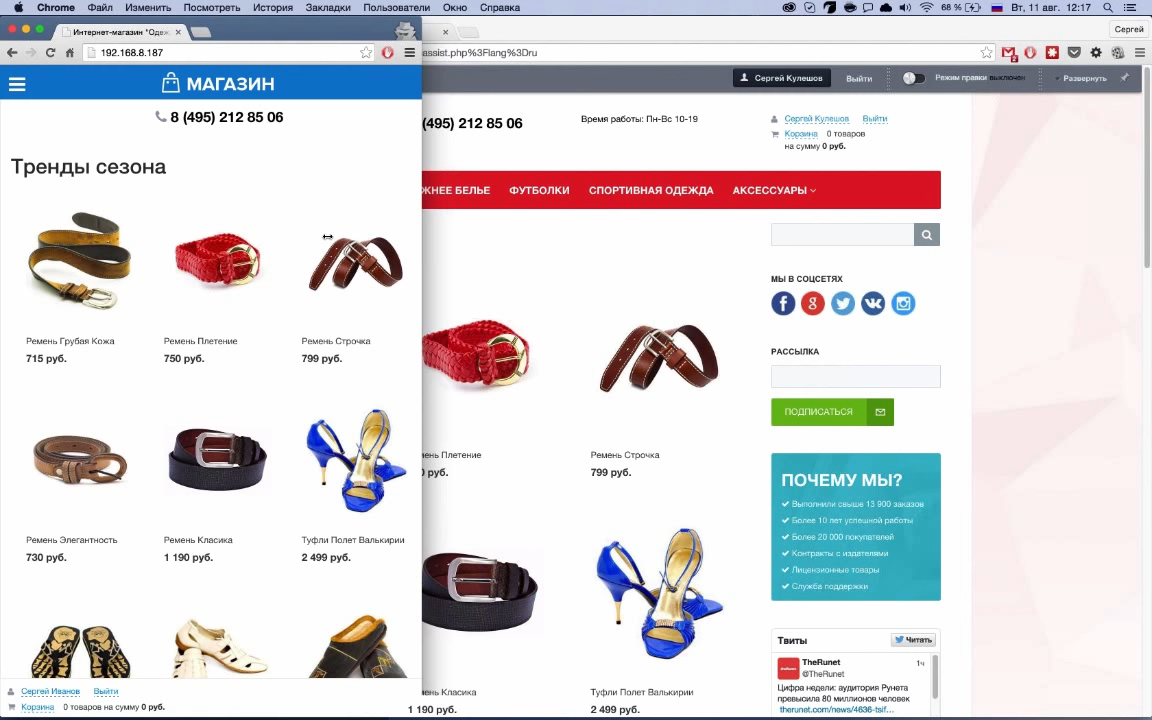 Chrome Файл Изменить Просмотреть История Закладки Пользователи Окно Справка
68 % Вт, 11 авг. 12:17
Интернет-магазин "Одеж
Сергей
192.168.8.187
assist.php%3Flang%3Dru
2
МАГАЗИН
8 (495) 212 85 06
Тренды сезона
Ремень Грубая Кожа
715 руб.
Ремень Плетение
750 руб.
Ремень Строчка
799 руб.
Ремень Элегантность
730 руб.
Ремень Класика
1 190 руб.
Туфли Полет Валькирии
2 499 руб.
Сергей Иванов Выйти
Корзина 0 товаров на сумму 0 руб.
Сергей Кулешов Выйти Режим правки выключен Развернуть
(495) 212 85 06
Время работы: Пн-Вс 10-19
Сергей Кулешов Выйти
Корзина 0 товаров
на сумму 0 руб.
ЖНЕЕ БЕЛЬЕ ФУТБОЛКИ СПОРТИВНАЯ ОДЕЖДА АКСЕССУАРЫ
МЫ В СОЦСЕТЯХ
РАССЫЛКА
ПОДПИСАТЬСЯ
Плетение
руб.
Ремень Строчка
799 руб.
Класика
1 190 руб.
Туфли Полет Валькирии
2 499 руб.
ПОЧЕМУ МЫ?
Выполнили свыше 13 900 заказов
Более 10 лет успешной работы
Более 20 000 покупателей
Контракты с издателями
Лицензионные товары
Служба поддержки
Твиты Читать
TheRunet 1ч
@TheRunet
Цифра недели: аудитория Рунета
превысила 80 миллионов человек
therunet.com/news/4636-tsif...